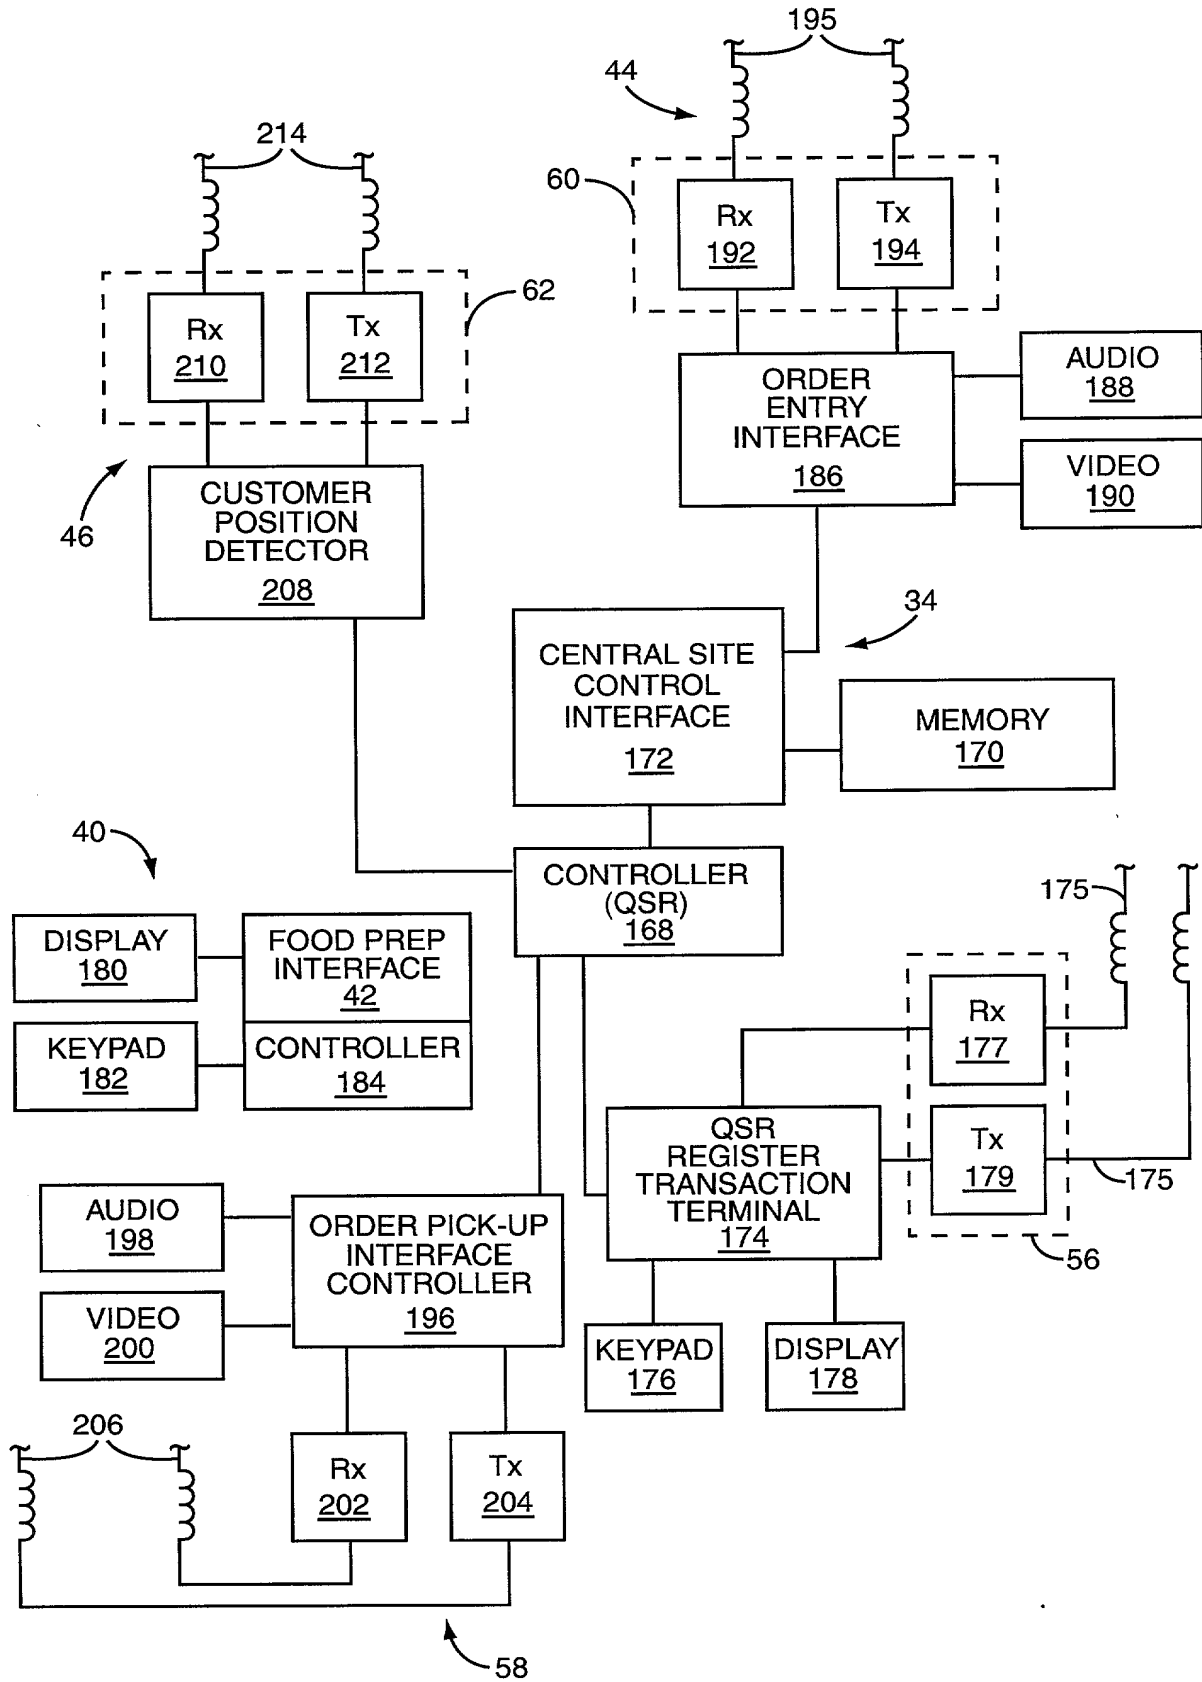 195
44
214
60
Rx
192
Tx
194
62
Rx
210
Tx
212
ORDER
ENTRY
INTERFACE
186
AUDIO
188
VIDEO
190
46
CUSTOMER
POSITION
DETECTOR
208
34
CENTRAL SITE
CONTROL
INTERFACE
172
MEMORY
170
40
CONTROLLER
(QSR)
168
175
DISPLAY
180
FOOD PREP
INTERFACE
42
KEYPAD
182
CONTROLLER
184
Rx
177
Tx
179
175
56
QSR
REGISTER
TRANSACTION
TERMINAL
174
AUDIO
198
VIDEO
200
ORDER PICK-UP
INTERFACE
CONTROLLER
196
KEYPAD
176
DISPLAY
178
206
Rx
202
Tx
204
58